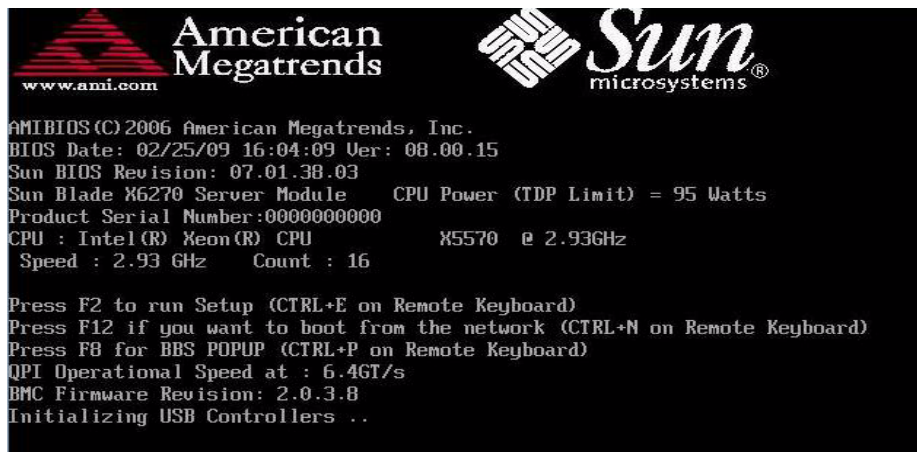 American
Megatrends
www.ami.com
Sun®
microsystems
AMIBIOS(C)2006 American Megatrends, Inc.
BIOS Date: 02/25/09 16:04:09 Ver: 08.00.15
Sun BIOS Revision: 07.01.38.03
Sun Blade X6270 Server Module    CPU Power (TDP Limit) = 95 Watts
Product Serial Number:0000000000
CPU : Intel(R) Xeon(R) CPU           X5570  @ 2.93GHz
 Speed : 2.93 GHz    Count : 16
Press F2 to run Setup (CTRL+E on Remote Keyboard)
Press F12 if you want to boot from the network (CTRL+N on Remote Keyboard)
Press F8 for BBS POPUP (CTRL+P on Remote Keyboard)
QPI Operational Speed at : 6.4GT/s
BMC Firmware Revision: 2.0.3.8
Initializing USB Controllers ..